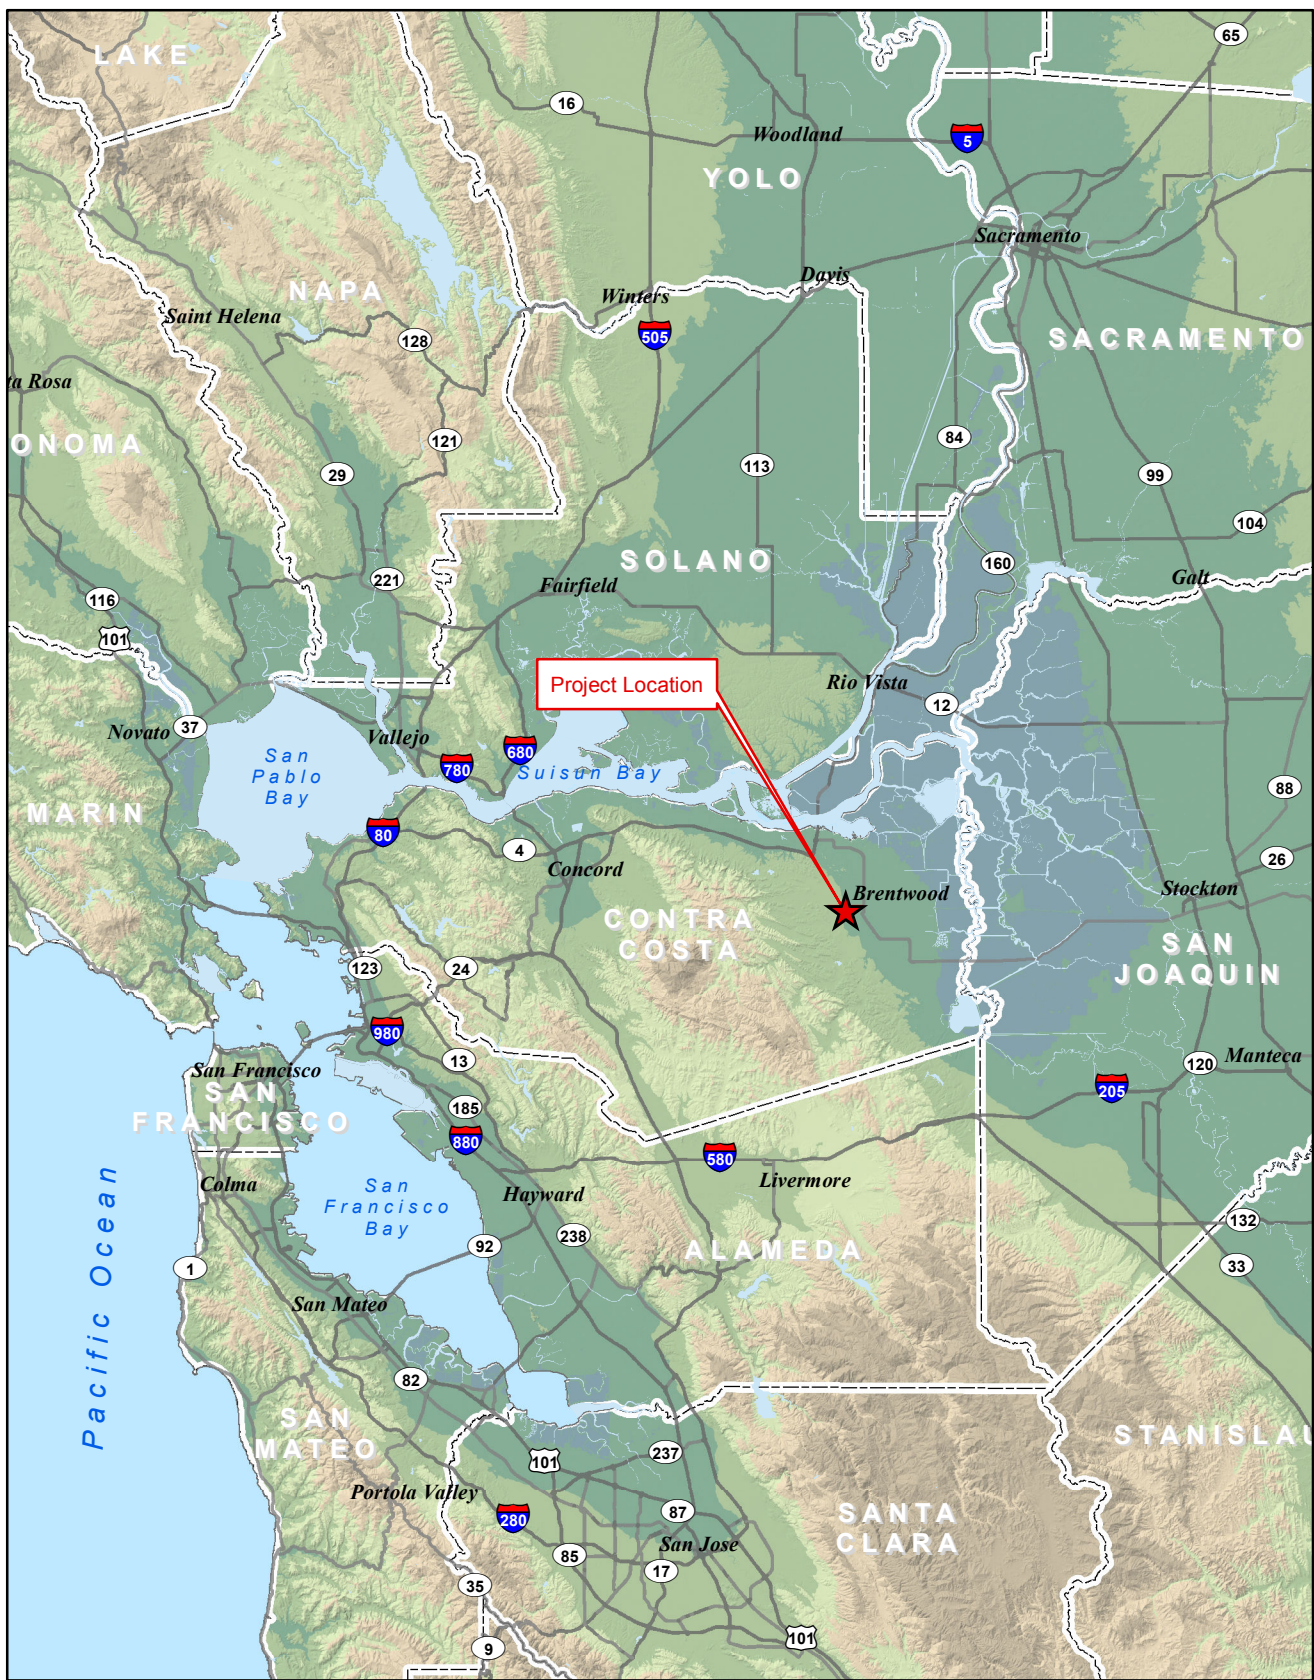 65
LAKE
16
Woodland
5
YOLO
Sacramento
Davis
NAPA
Winters
Saint Helena
505
SACRAMENTO
128
ta Rosa
ONOMA
121
84
113
99
29
104
SOLANO
160
221
Fairfield
Galt
116
101
Project Location
Rio Vista
12
37
Novato
Vallejo
680
San
Pablo
Bay
780
Suisun Bay
88
MARIN
80
4
26
Concord
Stockton
Brentwood
CONTRA
COSTA
SAN
JOAQUIN
123
24
980
13
Manteca
120
San Francisco
SAN
FRANCISCO
205
185
880
580
Livermore
Colma
San
Francisco
Bay
Hayward
132
238
92
ALAMEDA
33
1
Pacific Ocean
San Mateo
82
SAN
MATEO
STANISLAU
237
101
Portola Valley
87
280
SANTA
CLARA
San Jose
85
17
35
101
9